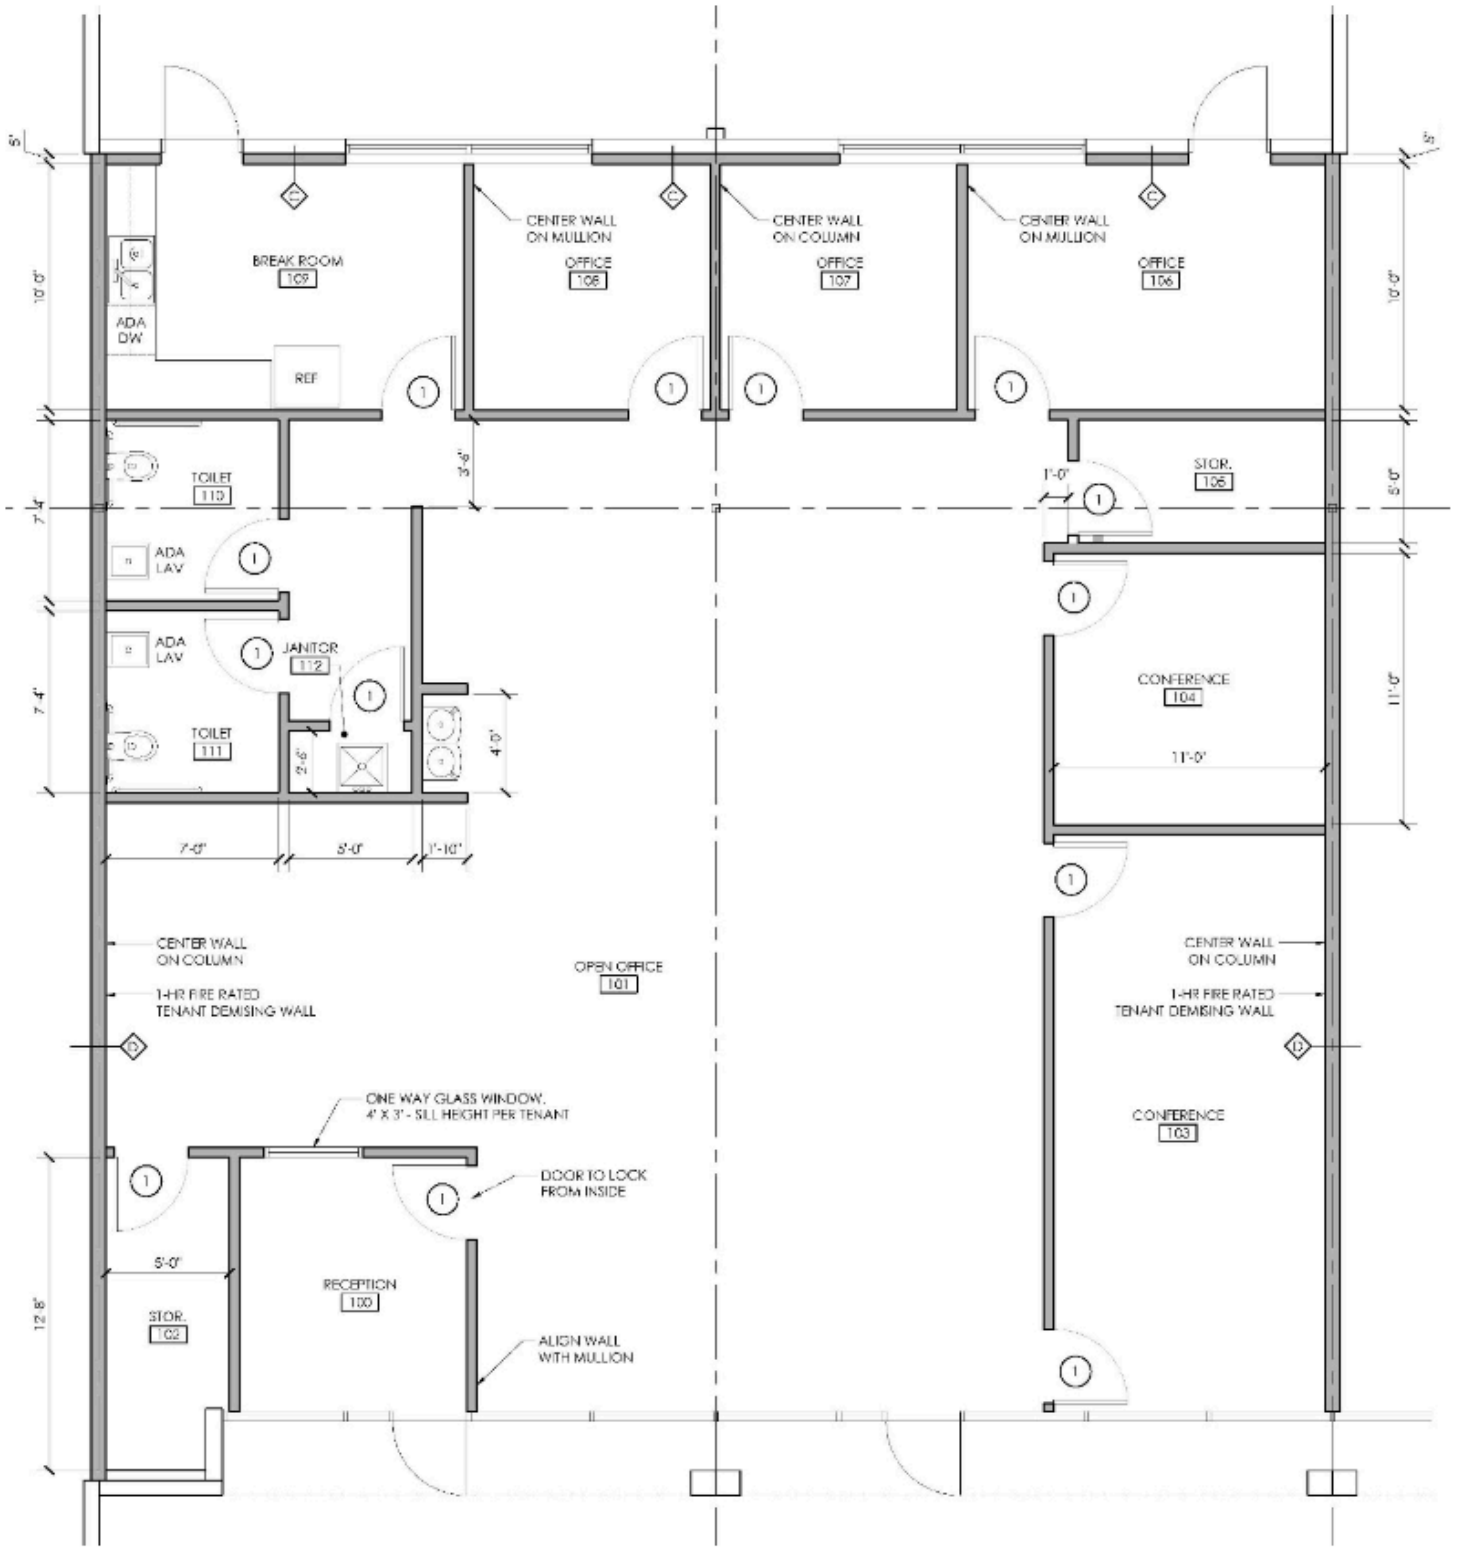 5"
5"
C
C
C
CENTER WALL
ON MULLION
CENTER WALL
ON COLUMN
CENTER WALL
ON MULLION
BREAK ROOM
109
OFFICE
108
OFFICE
107
OFFICE
106
10'-0"
10'-0"
ADA
DW
REF
1
1
1
1
TOILET
110
3'-6"
1'-0"
STOR.
105
5'-0"
7'-4"
1
ADA
LAV
1
1
ADA
LAV
1
JANITOR
112
1
7'-4"
TOILET
111
2'-6"
4'-0"
CONFERENCE
104
11'-0"
11'-0"
7'-0"
5'-0"
1'-10"
1
CENTER WALL
ON COLUMN
1-HR FIRE RATED
TENANT DEMISING WALL
D
OPEN OFFICE
101
CENTER WALL
ON COLUMN
1-HR FIRE RATED
TENANT DEMISING WALL
D
ONE WAY GLASS WINDOW.
4' X 3' - SILL HEIGHT PER TENANT
CONFERENCE
103
1
1
DOOR TO LOCK
FROM INSIDE
5'-0"
12'-8"
RECEPTION
100
STOR.
102
ALIGN WALL
WITH MULLION
1